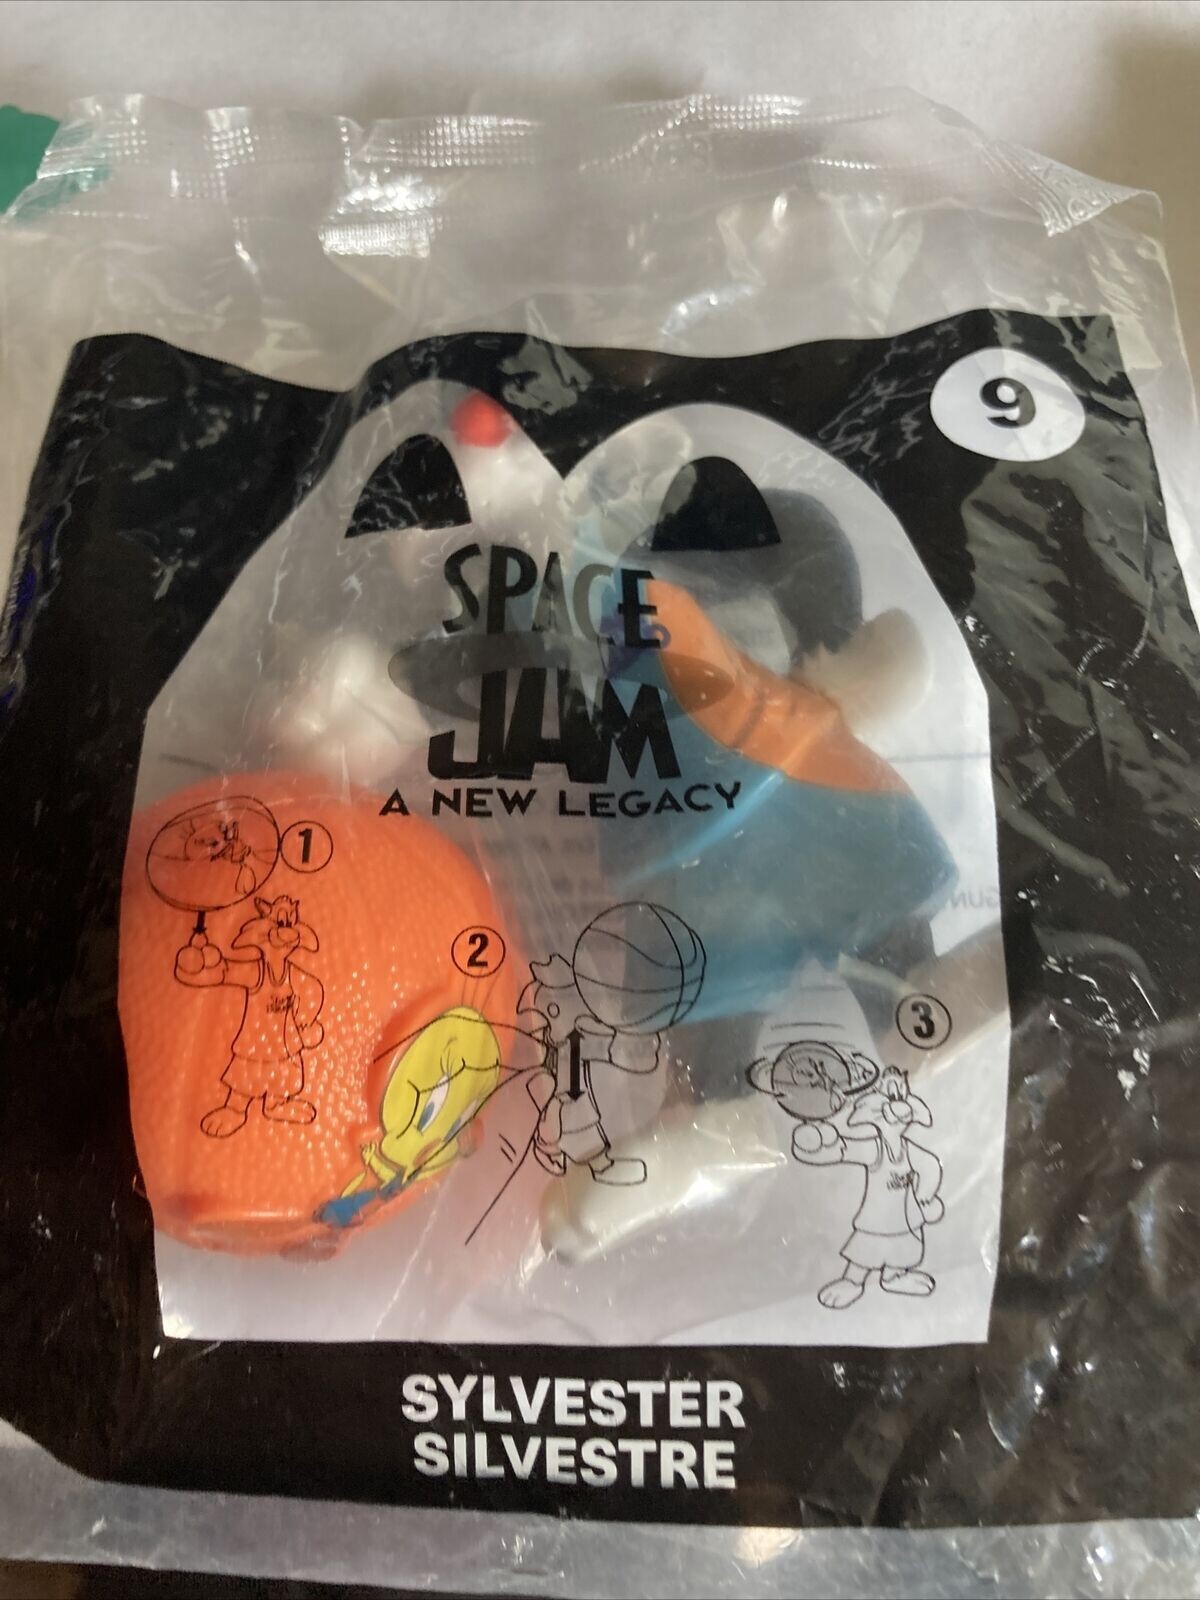 9
SPACE
JAM
A NEW LEGACY
1
2
3
SYLVESTER
SILVESTRE